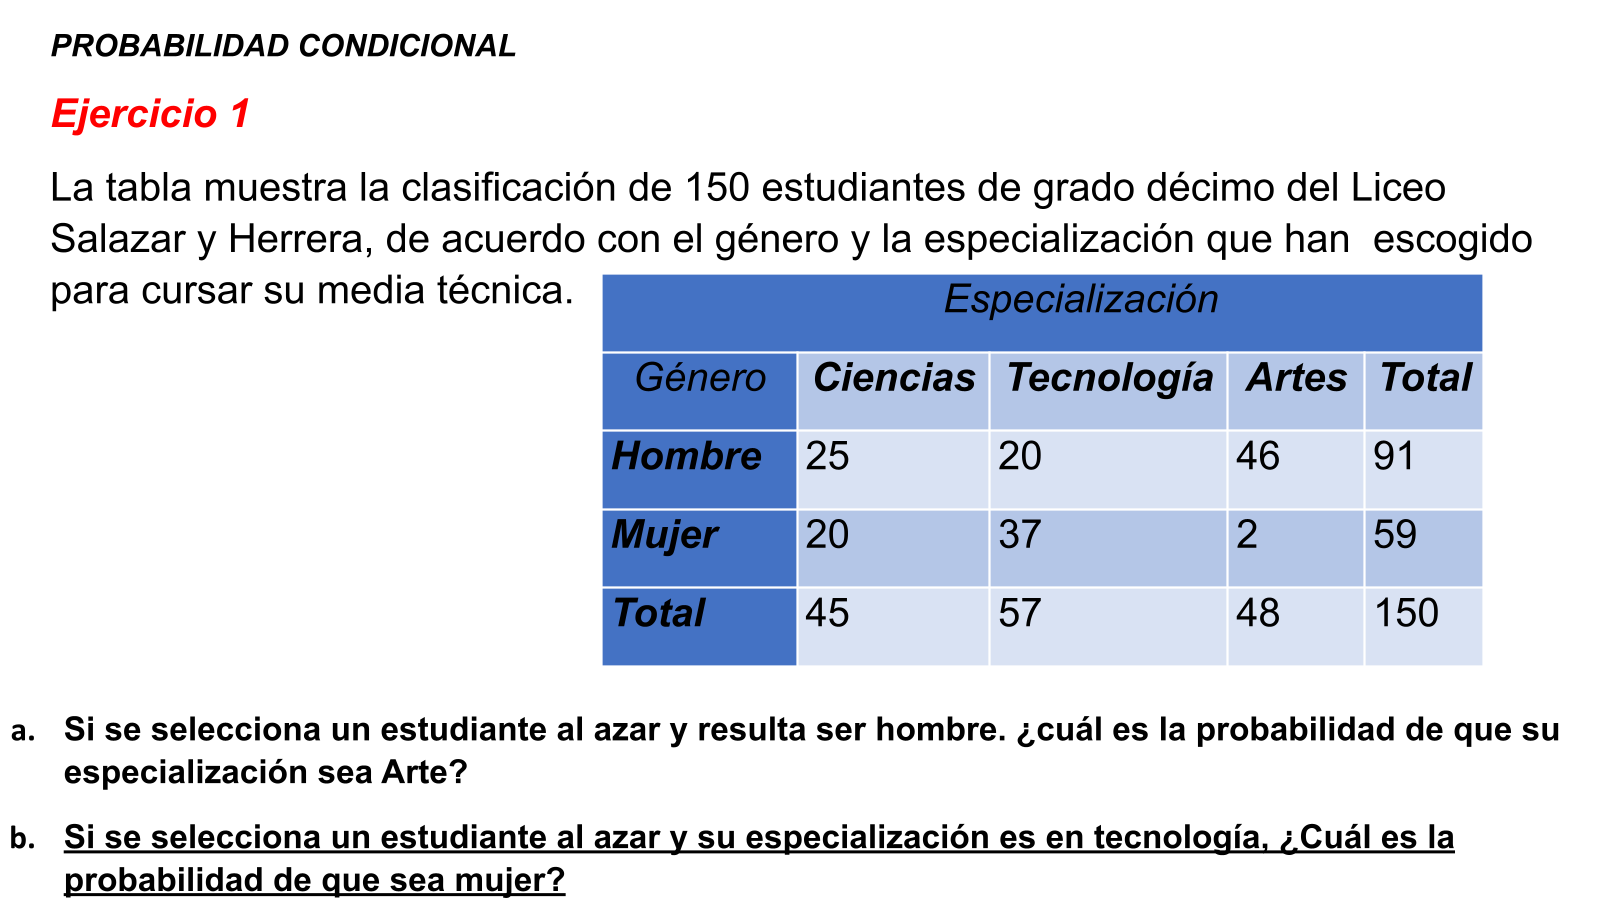 PROBABILIDAD CONDICIONAL
Ejercicio 1
La tabla muestra la clasificación de 150 estudiantes de grado décimo del Liceo
Salazar y Herrera, de acuerdo con el género y la especialización que han  escogido
para cursar su media técnica.
Especialización
Género Ciencias Tecnología Artes Total
Hombre 25 20 46 91
Mujer 20 37 2 59
Total 45 57 48 150
a. Si se selecciona un estudiante al azar y resulta ser hombre. ¿cuál es la probabilidad de que su
especialización sea Arte?
b. Si se selecciona un estudiante al azar y su especialización es en tecnología, ¿Cuál es la
probabilidad de que sea mujer?